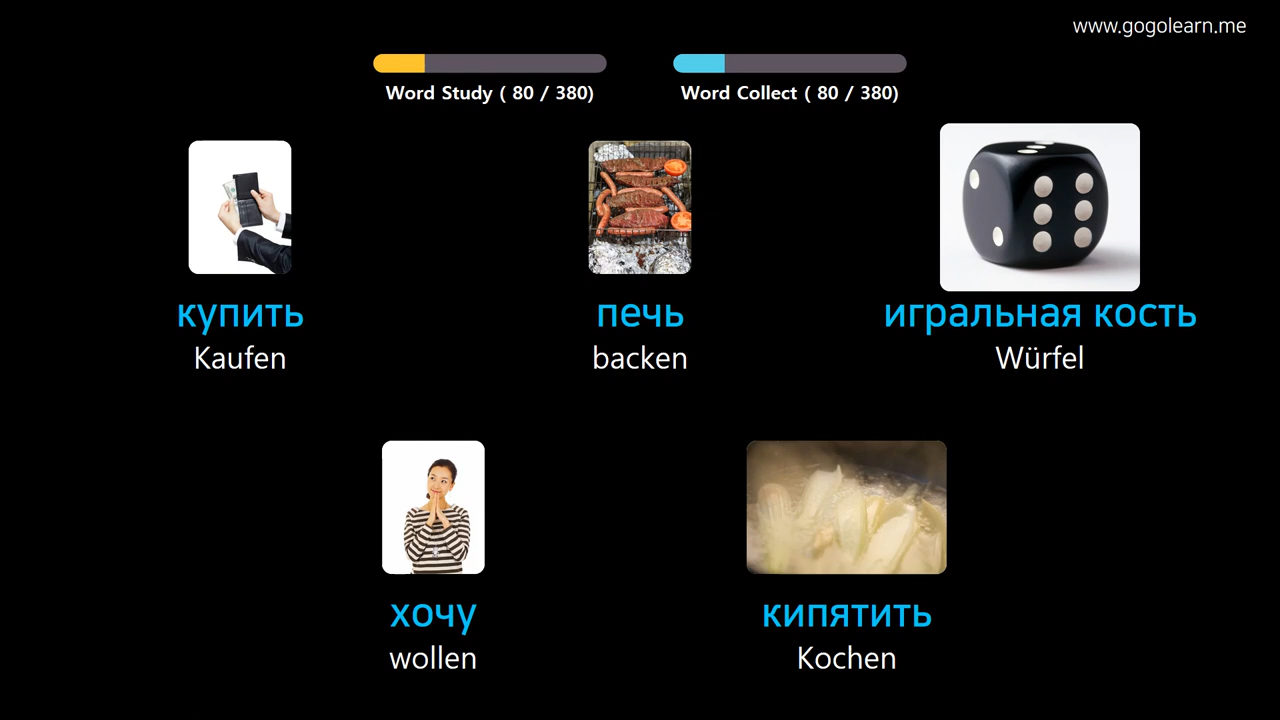 www.gogolearn.me
Word Study ( 80 / 380)
Word Collect ( 80 / 380)
купить
Kaufen
печь
backen
игральная кость
Würfel
хочу
wollen
кипятить
Kochen